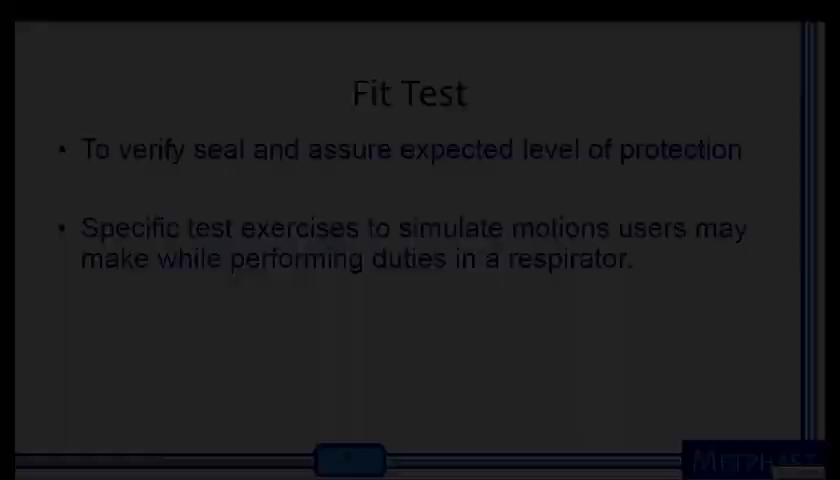 Fit Test
• To verify seal and assure expected level of protection
• Specific test exercises to simulate motions users may
make while performing duties in a respirator.
METPHAST